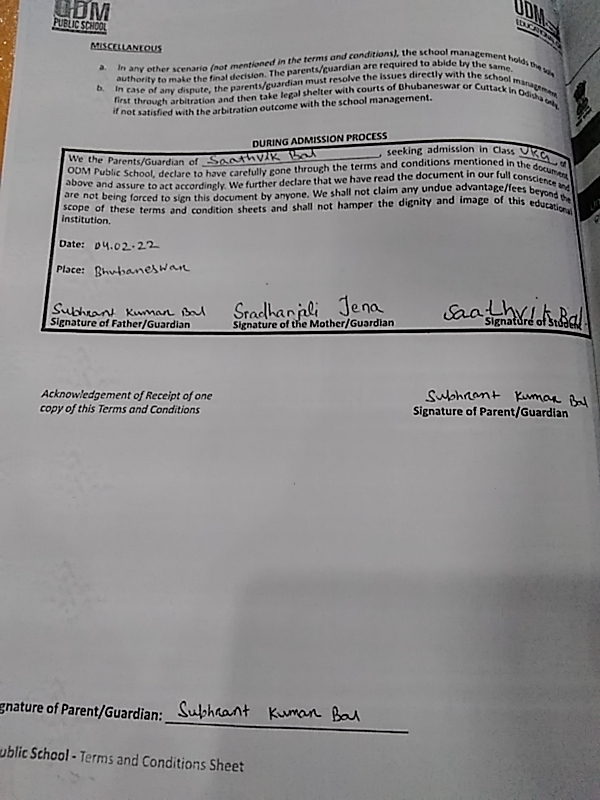 ODM
PUBLIC SCHOOL
ODM
MISCELLANEOUS
a. In any other scenario (not mentioned in the terms and conditions), the school management holds the sole
authority to make the final decision. The parents/guardian are required to abide by the same.
b. In case of any dispute, the parents/guardian must resolve the issues directly with the school management
first through arbitration and then take legal shelter with courts of Bhubaneswar or Cuttack in Odisha only,
if not satisfied with the arbitration outcome with the school management.
DURING ADMISSION PROCESS
We the Parents/Guardian of Saathvik Bal, seeking admission in Class UKG, of
ODM Public School, declare to have carefully gone through the terms and conditions mentioned in the document
above and assure to act accordingly. We further declare that we have read the document in our full conscience and
are not being forced to sign this document by anyone. We shall not claim any undue advantage/fees beyond the
scope of these terms and condition sheets and shall not hamper the dignity and image of this educational
institution.
Date: 04.02.22
Place: Bhubaneswar
Subhrant Kumar Bal Sradhanjali Jena Saathvik Bal
Signature of Father/Guardian Signature of the Mother/Guardian Signature of Student
Acknowledgement of Receipt of one
copy of this Terms and Conditions
Subhrant Kumar Bal
Signature of Parent/Guardian
gnature of Parent/Guardian: Subhrant Kumar Bal
ublic School - Terms and Conditions Sheet